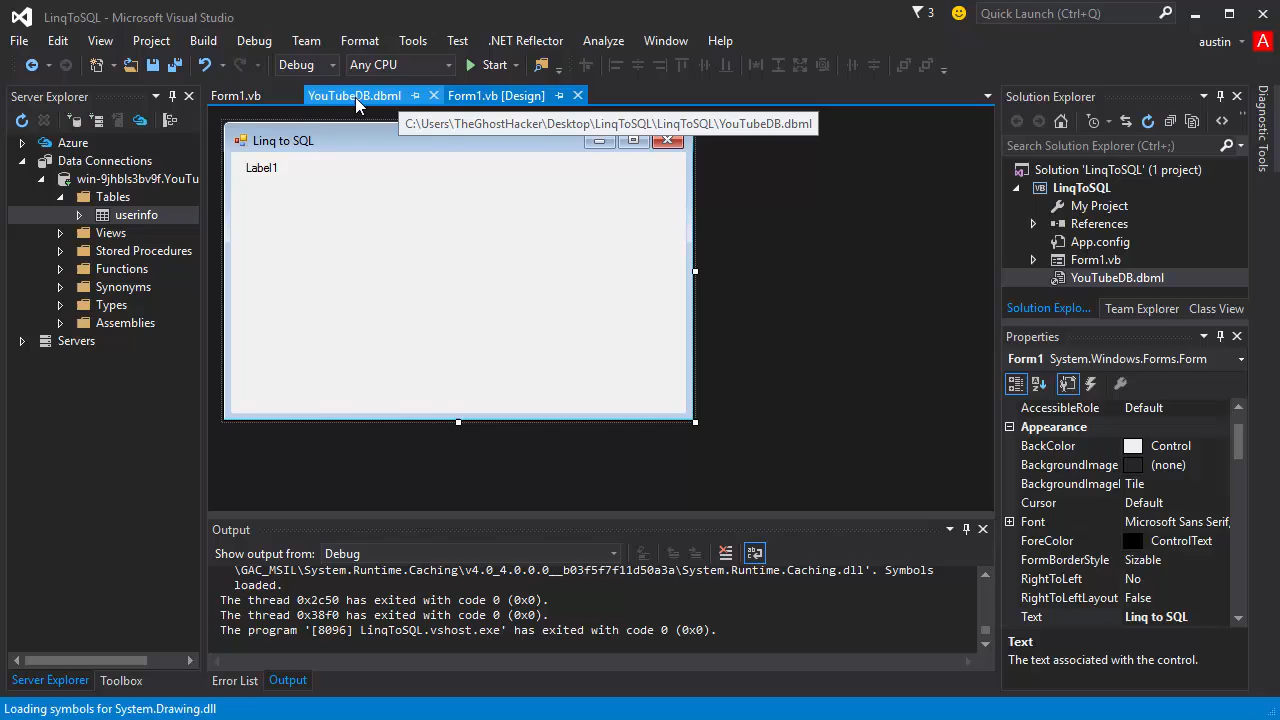 LinqToSQL - Microsoft Visual Studio
3
Quick Launch (Ctrl+Q)
File Edit View Project Build Debug Team Format Tools Test .NET Reflector Analyze Window Help
austin A
Debug Any CPU Start
Server Explorer
Form1.vb YouTubeDB.dbml Form1.vb [Design]
Solution Explorer
Diagnostic Tools
C:\Users\TheGhostHacker\Desktop\LinqToSQL\LinqToSQL\YouTubeDB.dbml
Azure
Data Connections
win-9jhbls3bv9f.YouTu
Tables
userinfo
Views
Stored Procedures
Functions
Synonyms
Types
Assemblies
Servers
Linq to SQL
Label1
Search Solution Explorer (Ctrl+;)
Solution 'LinqToSQL' (1 project)
VB LinqToSQL
My Project
References
App.config
Form1.vb
YouTubeDB.dbml
Solution Explo... Team Explorer Class View
Properties
Form1 System.Windows.Forms.Form
AccessibleRole Default
Appearance
BackColor Control
BackgroundImage (none)
BackgroundImageI Tile
Cursor Default
Font Microsoft Sans Serif,
ForeColor ControlText
FormBorderStyle Sizable
RightToLeft No
RightToLeftLayout False
Text Linq to SQL
Text
The text associated with the control.
Output
Show output from: Debug
\GAC_MSIL\System.Runtime.Caching\v4.0_4.0.0.0__b03f5f7f11d50a3a\System.Runtime.Caching.dll'. Symbols
loaded.
The thread 0x2c50 has exited with code 0 (0x0).
The thread 0x38f0 has exited with code 0 (0x0).
The program '[8096] LinqToSQL.vshost.exe' has exited with code 0 (0x0).
Server Explorer Toolbox
Error List Output
Loading symbols for System.Drawing.dll